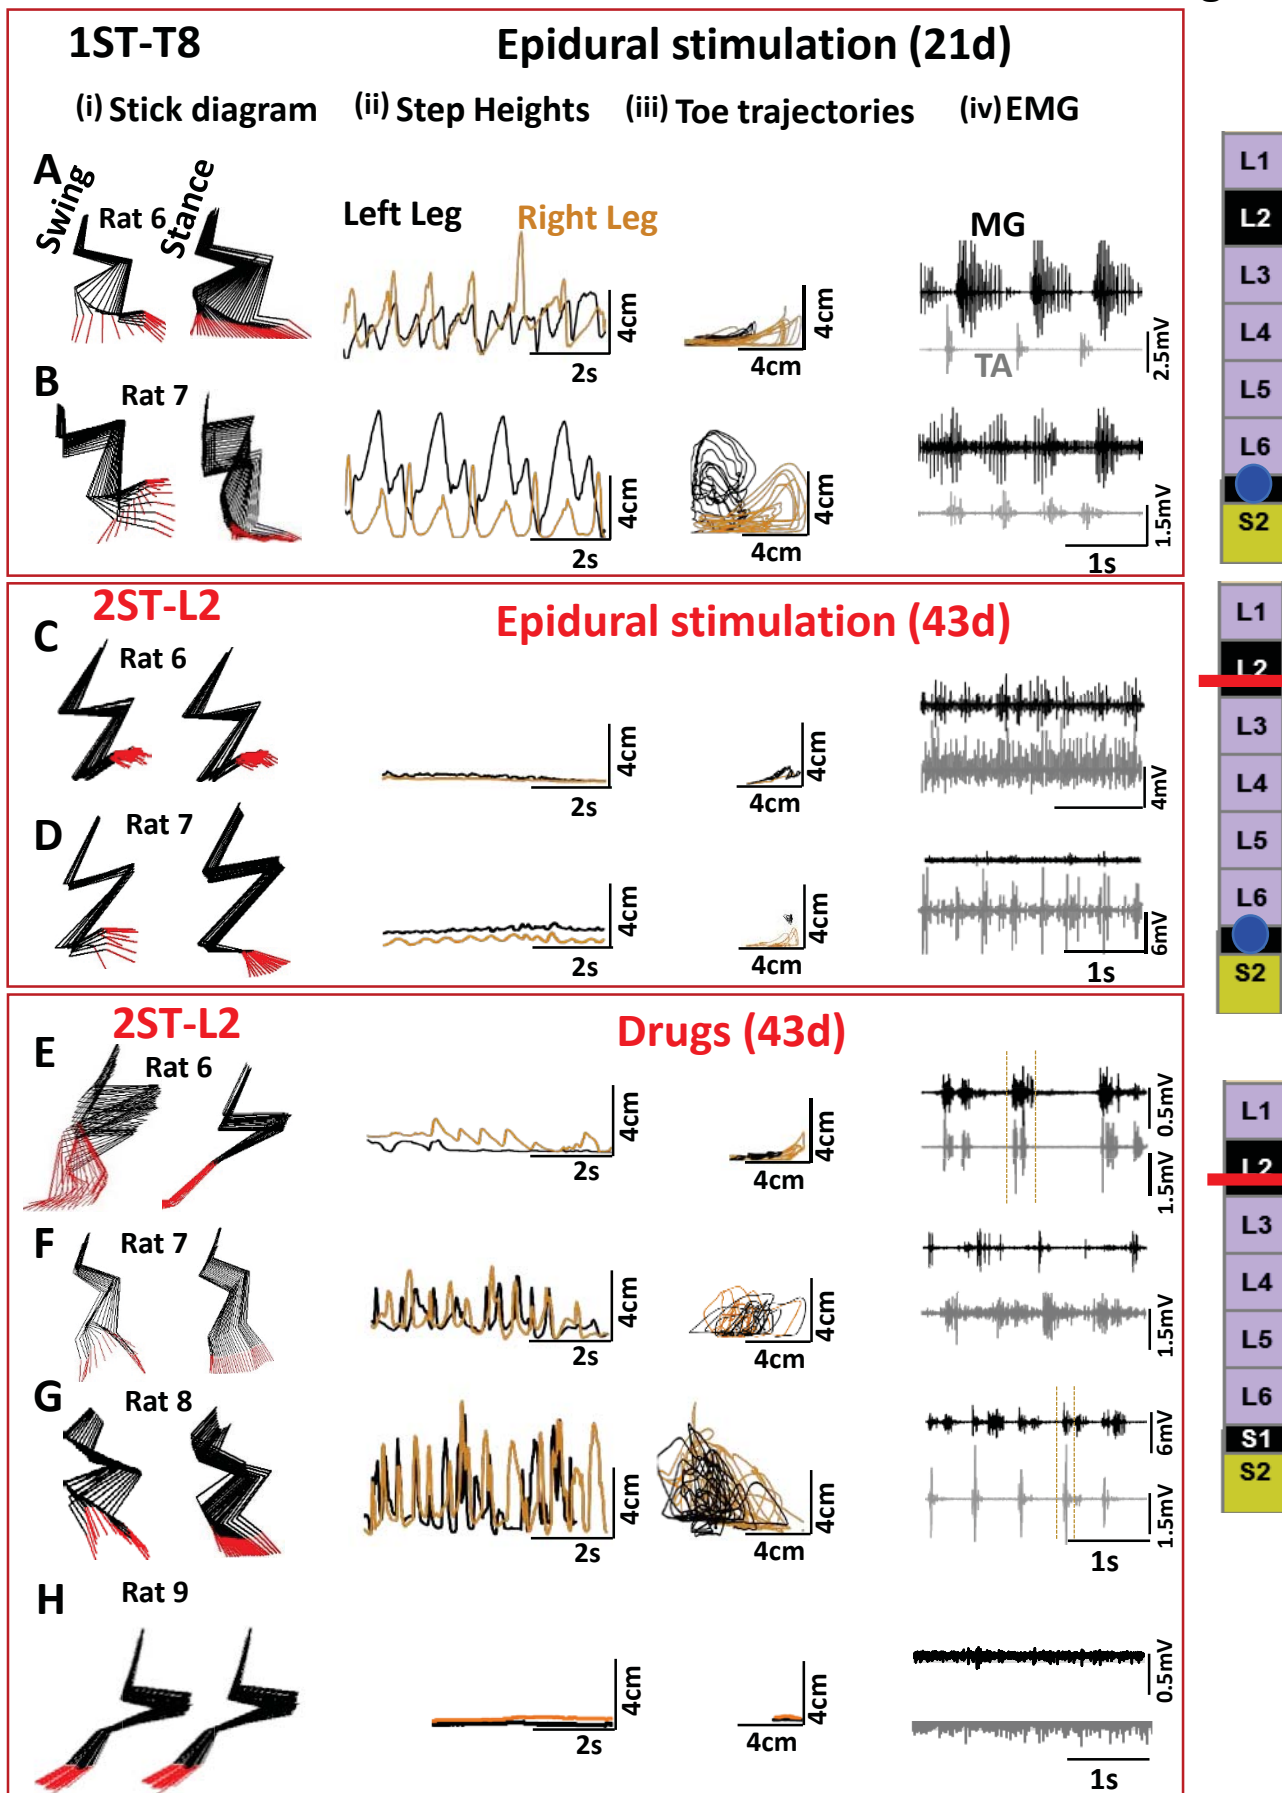 1ST-T8 Epidural stimulation (21d)
(i) Stick diagram (ii) Step Heights (iii) Toe trajectories (iv) EMG
A Swing Rat 6 Stance Left Leg Right Leg MG
TA
2s 4cm 4cm 4cm 2.5mV
B Rat 7
2s 4cm 4cm 4cm 1s 1.5mV
L1
L2
L3
L4
L5
L6
S2
2ST-L2 Epidural stimulation (43d)
C Rat 6
2s 4cm 4cm 4cm 4mV
D Rat 7
2s 4cm 4cm 4cm 1s 6mV
L1
L2
L3
L4
L5
L6
S2
2ST-L2 Drugs (43d)
E Rat 6
2s 4cm 4cm 4cm 0.5mV 1.5mV
F Rat 7
2s 4cm 4cm 4cm 1.5mV
G Rat 8
2s 4cm 4cm 4cm 6mV 1.5mV 1s
H Rat 9
2s 4cm 4cm 4cm 0.5mV 1s
L1
L2
L3
L4
L5
L6
S1
S2